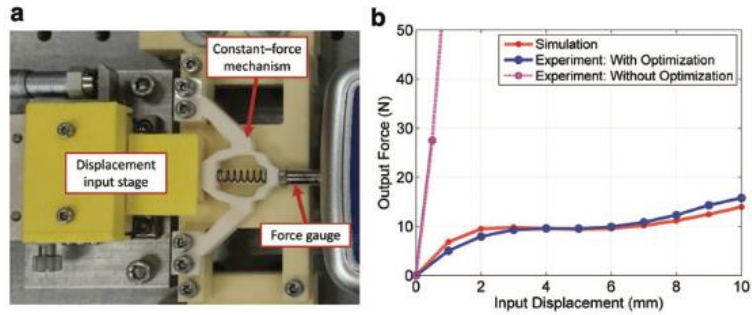 a
Constant–force
mechanism
Displacement
input stage
Force gauge
b
50
40
30
20
10
0
Output Force (N)
Simulation
Experiment: With Optimization
Experiment: Without Optimization
0 2 4 6 8 10
Input Displacement (mm)